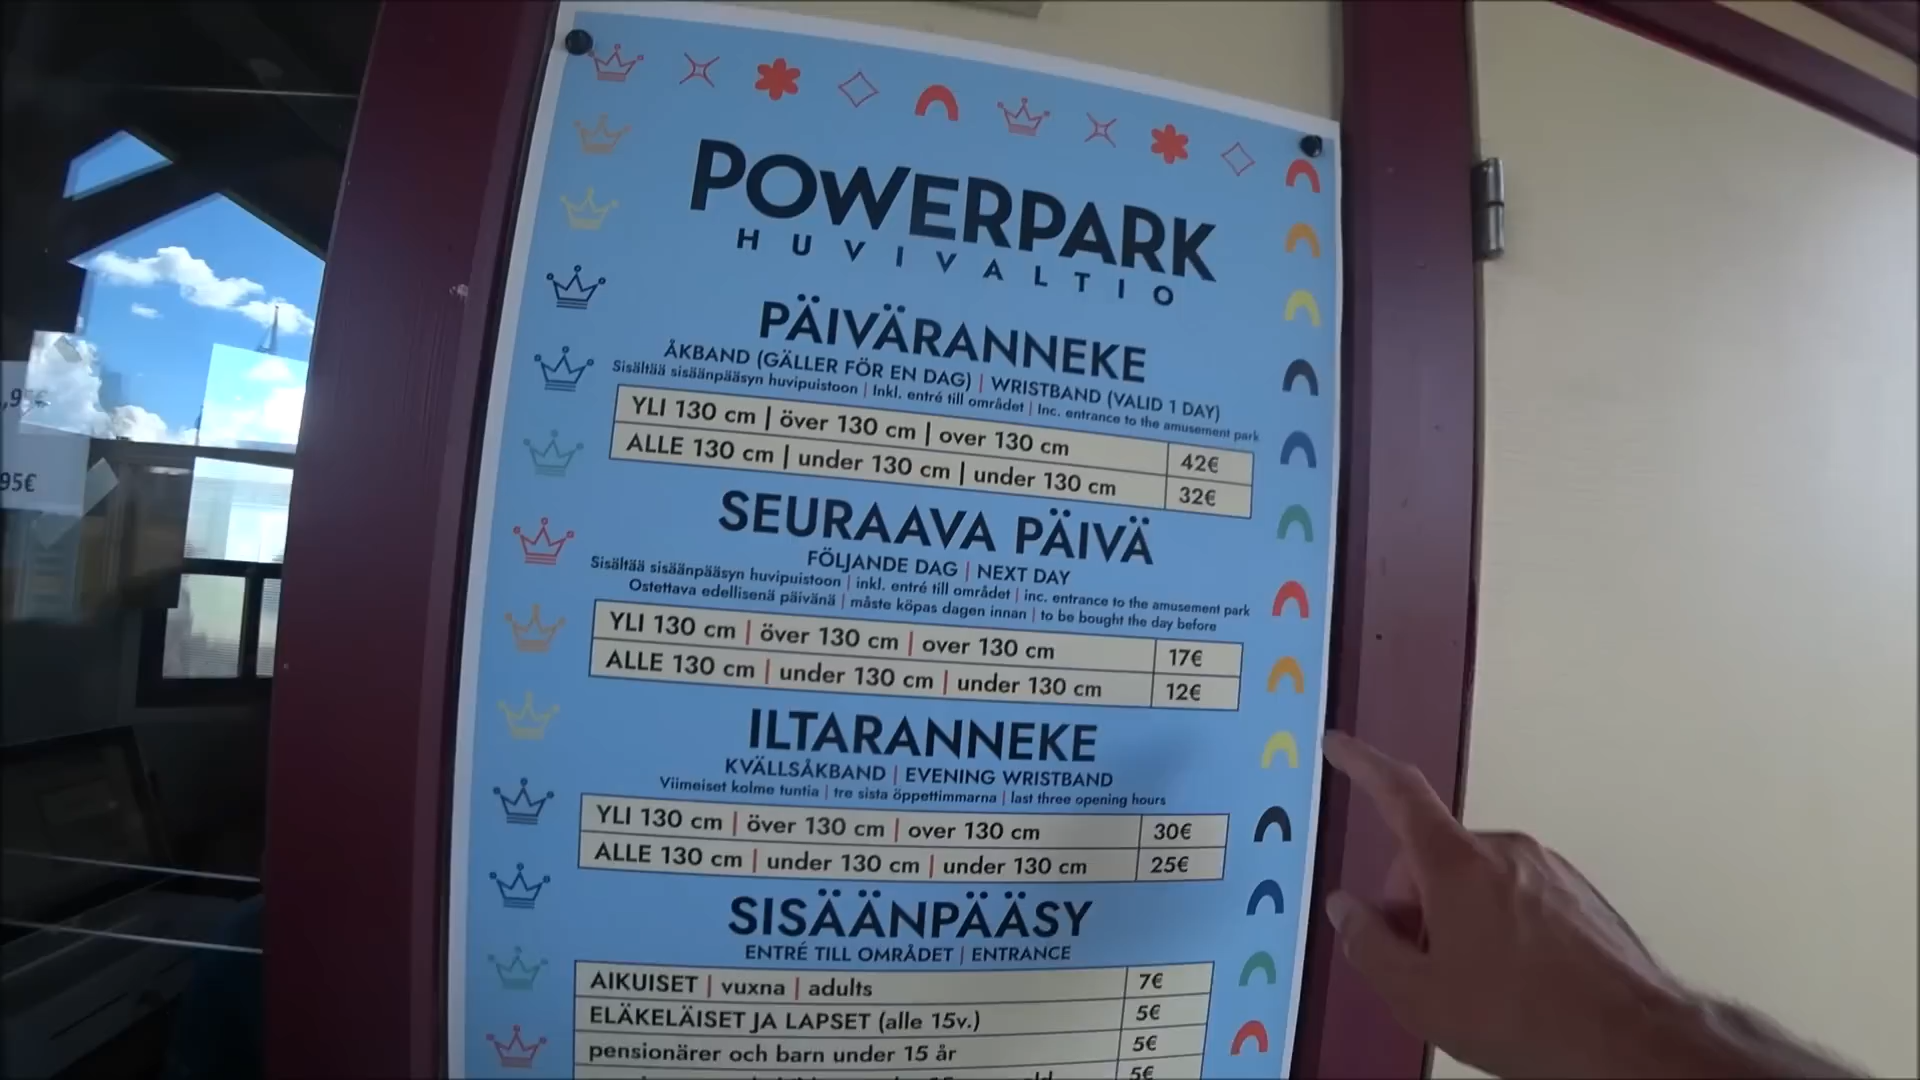 POWERPARK
HUVIVALTIO
PÄIVÄRANNEKE
ÅKBAND (GÄLLER FÖR EN DAG) | WRISTBAND (VALID 1 DAY)
Sisältää sisäänpääsyn huvipuistoon | Inkl. entré till området | Inc. entrance to the amusement park
YLI 130 cm | över 130 cm | over 130 cm 42€
ALLE 130 cm | under 130 cm | under 130 cm 32€
SEURAAVA PÄIVÄ
FÖLJANDE DAG | NEXT DAY
Sisältää sisäänpääsyn huvipuistoon | inkl. entré till området | inc. entrance to the amusement park
Ostettava edellisenä päivänä | måste köpas dagen innan | to be bought the day before
YLI 130 cm | över 130 cm | over 130 cm 17€
ALLE 130 cm | under 130 cm | under 130 cm 12€
ILTARANNEKE
KVÄLLSÅKBAND | EVENING WRISTBAND
Viimeiset kolme tuntia | tre sista öppettimmarna | last three opening hours
YLI 130 cm | över 130 cm | over 130 cm 30€
ALLE 130 cm | under 130 cm | under 130 cm 25€
SISÄÄNPÄÄSY
ENTRÉ TILL OMRÅDET | ENTRANCE
AIKUISET | vuxna | adults 7€
ELÄKELÄISET JA LAPSET (alle 15v.) 5€
pensionärer och barn under 15 år 5€
5€
95€